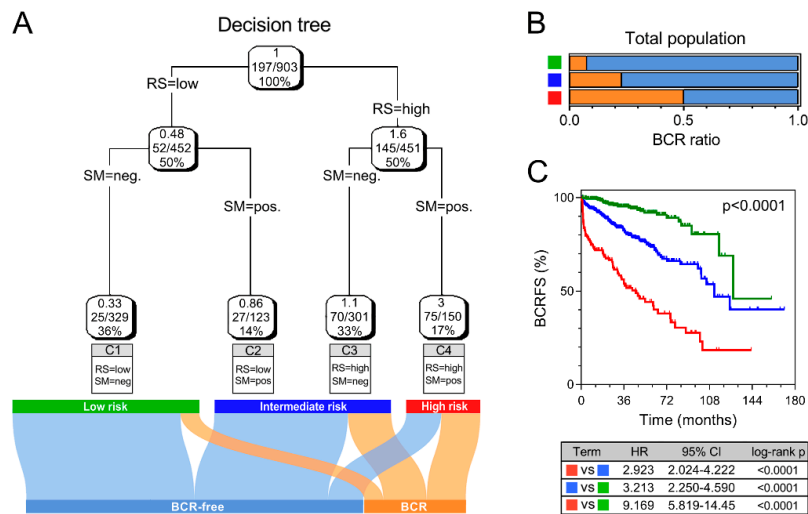 A
Decision tree
1
197/903
100%
RS=low
RS=high
0.48
52/452
50%
1.6
145/451
50%
SM=neg.
SM=pos.
SM=neg.
SM=pos.
0.33
25/329
36%
0.86
27/123
14%
1.1
70/301
33%
3
75/150
17%
C1
RS=low
SM=neg
C2
RS=low
SM=pos
C3
RS=high
SM=neg
C4
RS=high
SM=pos
Low risk
Intermediate risk
High risk
BCR-free
BCR
B
Total population
0.0
0.5
1.0
BCR ratio
C
p<0.0001
100
50
0
BCRFS (%)
0 36 72 108 144 180
Time (months)
Term HR 95% CI log-rank p
vs 2.923 2.024-4.222 <0.0001
vs 3.213 2.250-4.590 <0.0001
vs 9.169 5.819-14.45 <0.0001